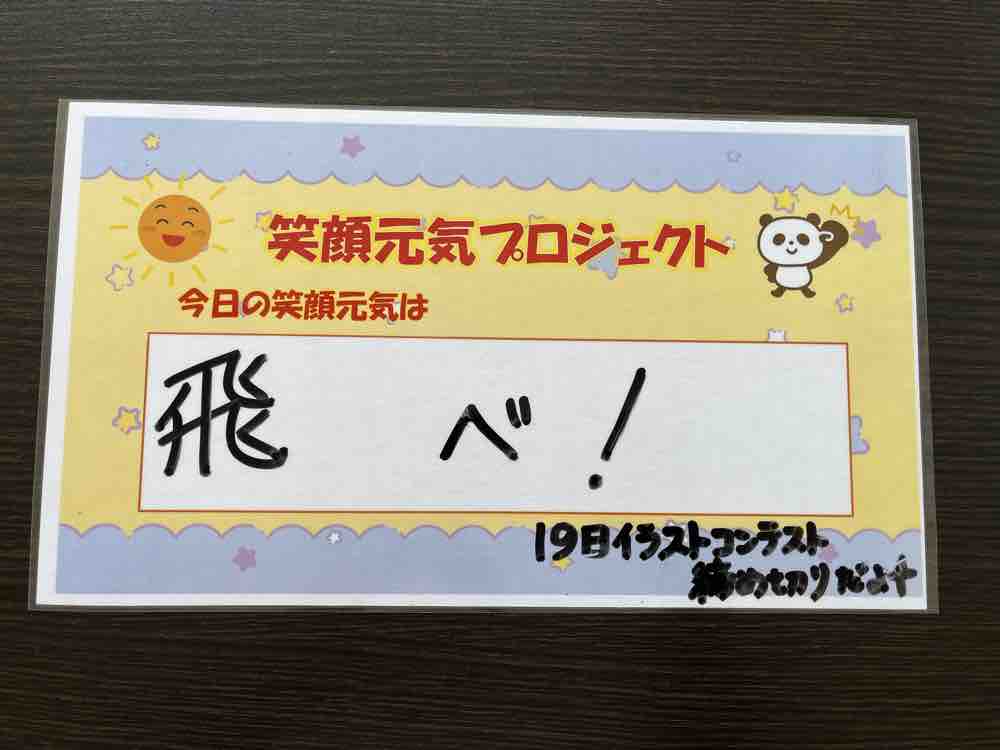 笑顔元気プロジェクト
今日の笑顔元気は
飛べ!
19日イラストコンテスト
締め切りだよ